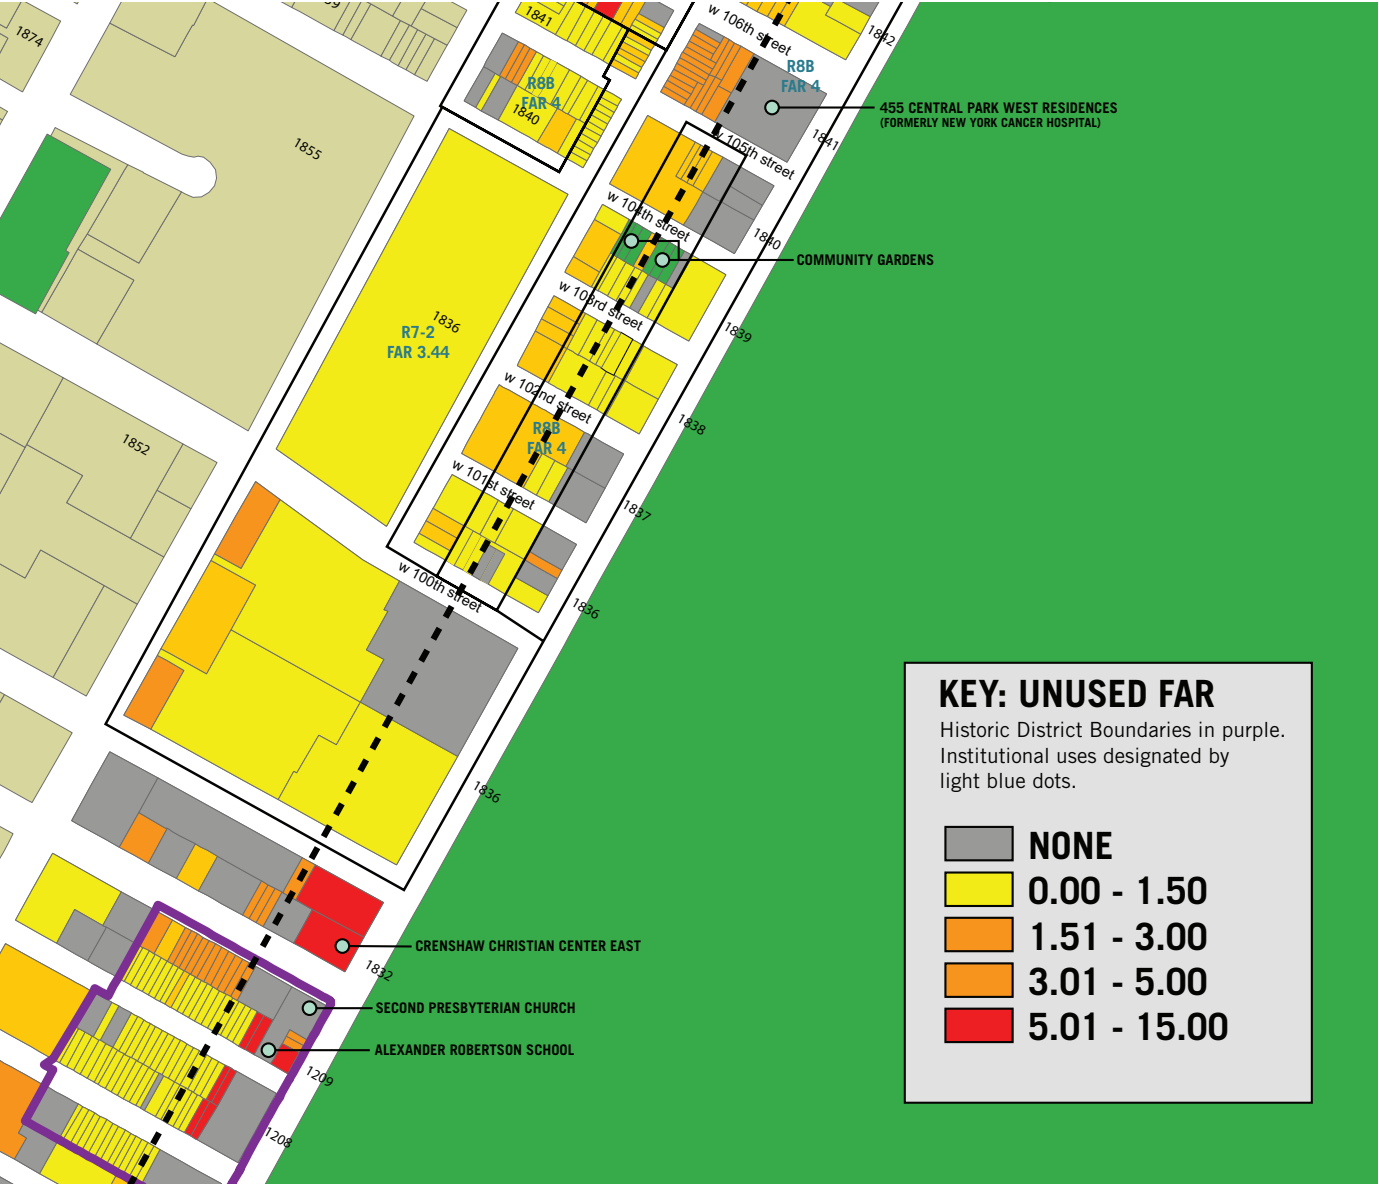 1874
1841
w 106th street
1842
R8B
FAR 4
R8B
FAR 4
1840
455 CENTRAL PARK WEST RESIDENCES
(FORMERLY NEW YORK CANCER HOSPITAL)
1841
w 105th street
1855
w 104th street
1840
COMMUNITY GARDENS
w 103rd street
1839
1836
R7-2
FAR 3.44
w 102nd street
1838
R8B
FAR 4
1852
w 101st street
1837
w 100th street
1836
KEY: UNUSED FAR
Historic District Boundaries in purple.
Institutional uses designated by
light blue dots.
NONE
0.00 - 1.50
1.51 - 3.00
3.01 - 5.00
5.01 - 15.00
1836
CRENSHAW CHRISTIAN CENTER EAST
1832
SECOND PRESBYTERIAN CHURCH
ALEXANDER ROBERTSON SCHOOL
1209
1208